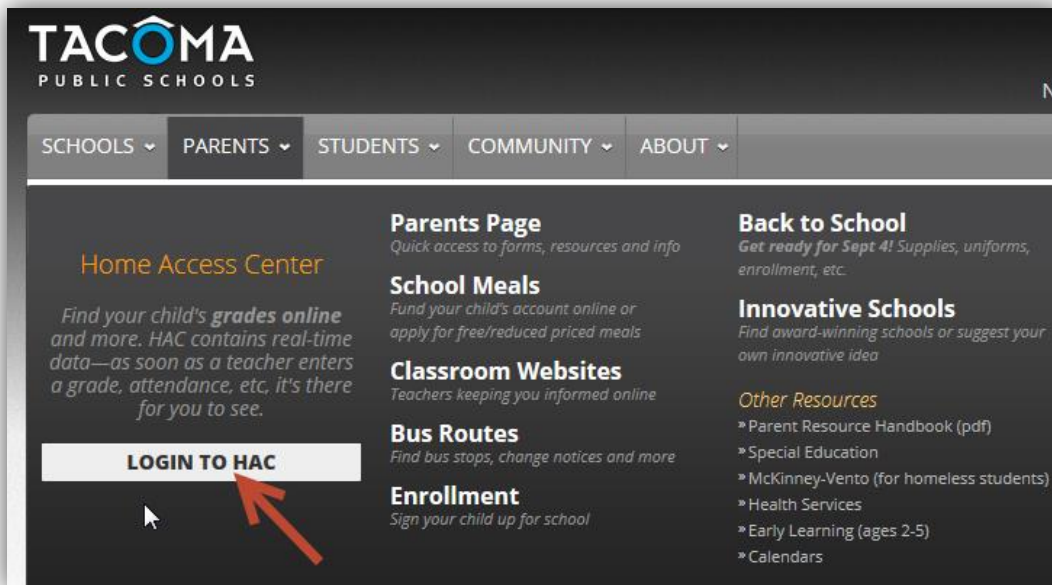 TACOMA
PUBLIC SCHOOLS
N
SCHOOLS
PARENTS
STUDENTS
COMMUNITY
ABOUT
Home Access Center
Find your child's grades online
and more. HAC contains real-time
data—as soon as a teacher enters
a grade, attendance, etc, it's there
for you to see.
LOGIN TO HAC
Parents Page
Quick access to forms, resources and info
School Meals
Fund your child's account online or
apply for free/reduced priced meals
Classroom Websites
Teachers keeping you informed online
Bus Routes
Find bus stops, change notices and more
Enrollment
Sign your child up for school
Back to School
Get ready for Sept 4! Supplies, uniforms,
enrollment, etc.
Innovative Schools
Find award-winning schools or suggest your
own innovative idea
Other Resources
» Parent Resource Handbook (pdf)
» Special Education
» McKinney-Vento (for homeless students)
» Health Services
» Early Learning (ages 2-5)
» Calendars